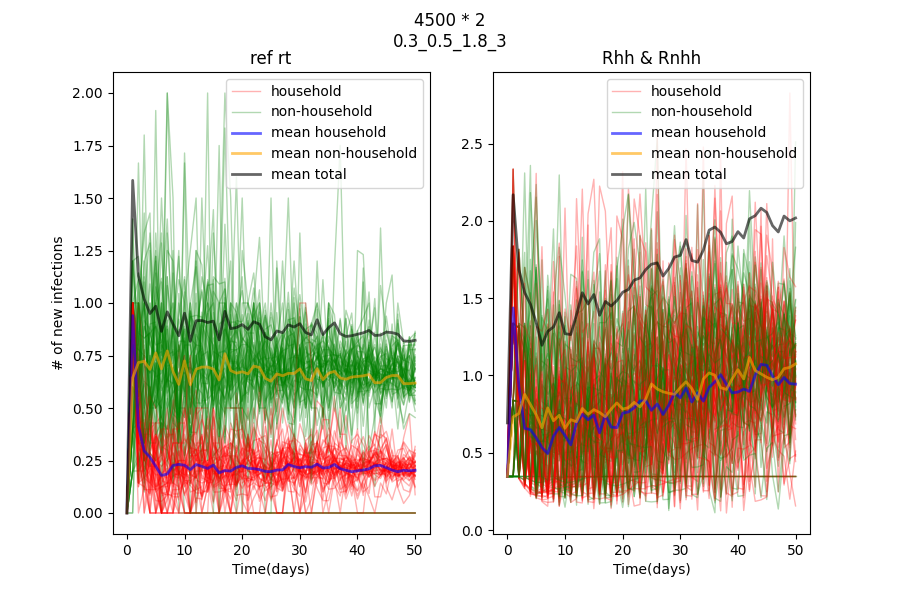 4500 * 2
0.3_0.5_1.8_3
ref rt
Rhh & Rnhh
household
non-household
mean household
mean non-household
mean total
household
non-household
mean household
mean non-household
mean total
# of new infections
2.00
1.75
1.50
1.25
1.00
0.75
0.50
0.25
0.00
0 10 20 30 40 50
Time(days)
2.5
2.0
1.5
1.0
0.5
0.0
0 10 20 30 40 50
Time(days)